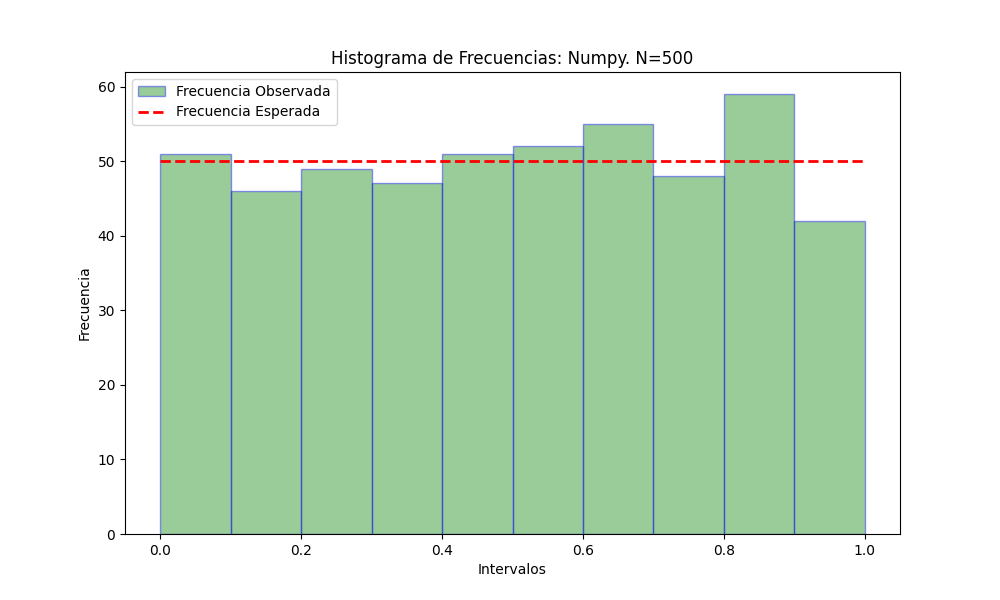 Histograma de Frecuencias: Numpy. N=500
Frecuencia Observada
Frecuencia Esperada
60
50
40
30
20
10
0
Frecuencia
0.0 0.2 0.4 0.6 0.8 1.0
Intervalos